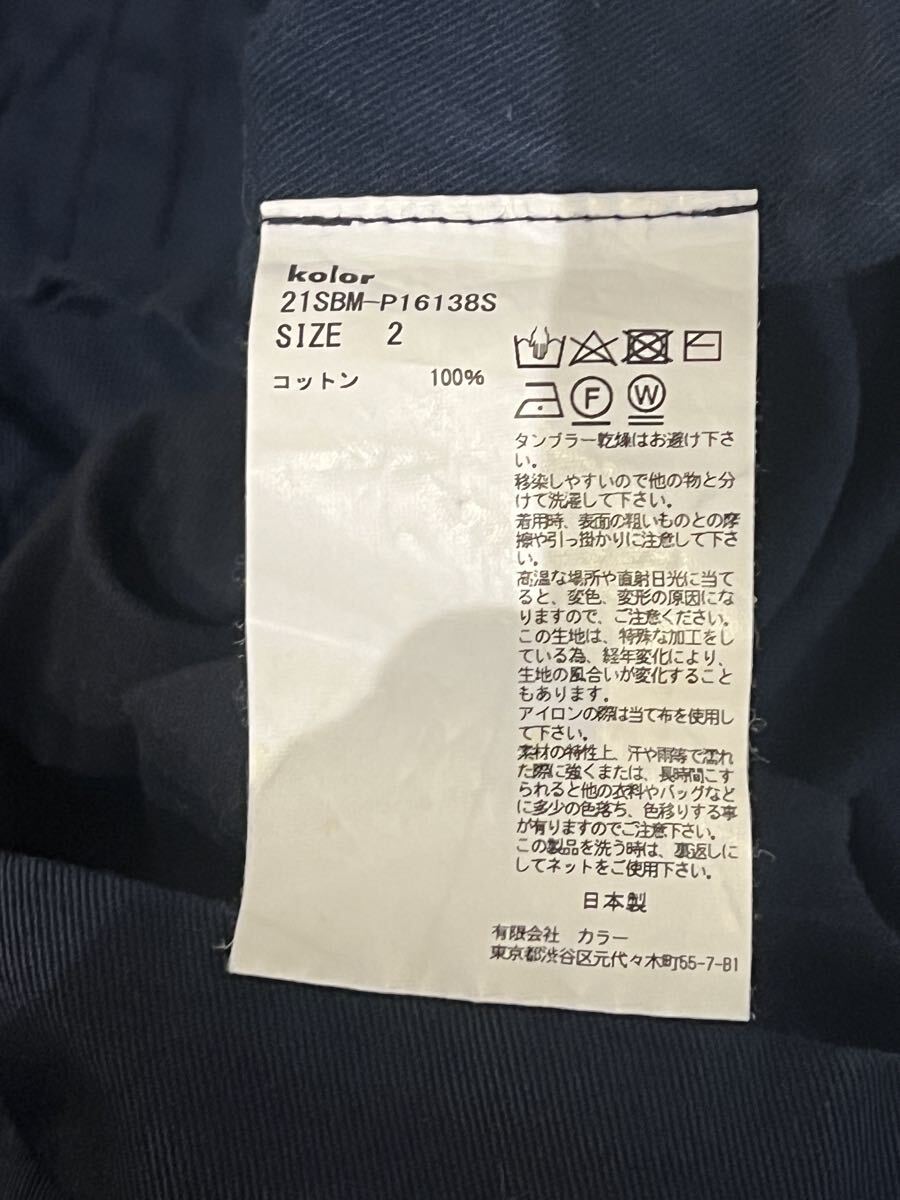 kolor
21SBM-P16138S
SIZE 2
コットン 100%
F W
タンブラー乾燥はお避け下さ
い。
移染しやすいので他の物と分
けて洗濯して下さい。
着用時、表面の粗いものとの摩
擦や引っ掛かりに注意して下さ
い。
高温な場所や直射日光に当て
ると、変色、変形の原因にな
りますので、ご注意ください。
この生地は、特殊な加工をし
ている為、経年変化により、
生地の風合いが変化すること
もあります。
アイロンの際は当て布を使用し
て下さい。
素材の特性上、汗や雨等で濡れ
た際に強くまたは、長時間こす
られると他の衣料やバッグなど
に多少の色落ち、色移りする事
が有りますのでご注意下さい。
この製品を洗う時は、裏返しに
してネットをご使用下さい。
日本製
有限会社 カラー
東京都渋谷区元代々木町55-7-B1